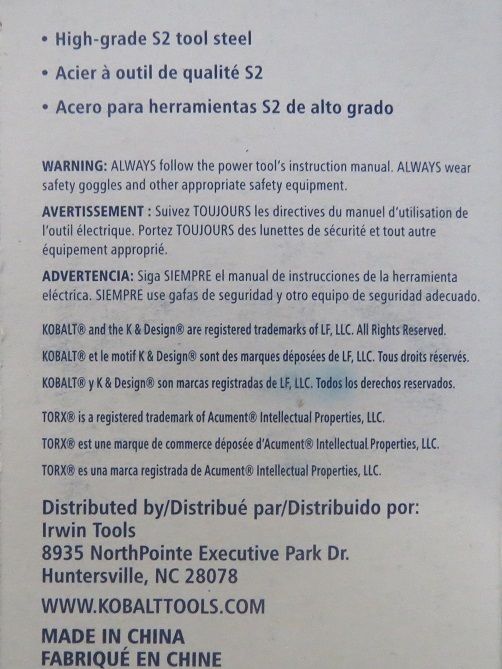 • High-grade S2 tool steel
• Acier à outil de qualité S2
• Acero para herramientas S2 de alto grado
WARNING: ALWAYS follow the power tool's instruction manual. ALWAYS wear
safety goggles and other appropriate safety equipment.
AVERTISSEMENT : Suivez TOUJOURS les directives du manuel d'utilisation de
l'outil électrique. Portez TOUJOURS des lunettes de sécurité et tout autre
équipement approprié.
ADVERTENCIA: Siga SIEMPRE el manual de instrucciones de la herramienta
eléctrica. SIEMPRE use gafas de seguridad y otro equipo de seguridad adecuado.
KOBALT® and the K & Design® are registered trademarks of LF, LLC. All Rights Reserved.
KOBALT® et le motif K & Design® sont des marques déposées de LF, LLC. Tous droits réservés.
KOBALT® y K & Design® son marcas registradas de LF, LLC. Todos los derechos reservados.
TORX® is a registered trademark of Acument® Intellectual Properties, LLC.
TORX® est une marque de commerce déposée d'Acument® Intellectual Properties, LLC.
TORX® es una marca registrada de Acument® Intellectual Properties, LLC.
Distributed by/Distribué par/Distribuido por:
Irwin Tools
8935 NorthPointe Executive Park Dr.
Huntersville, NC 28078
WWW.KOBALTTOOLS.COM
MADE IN CHINA
FABRIQUÉ EN CHINE